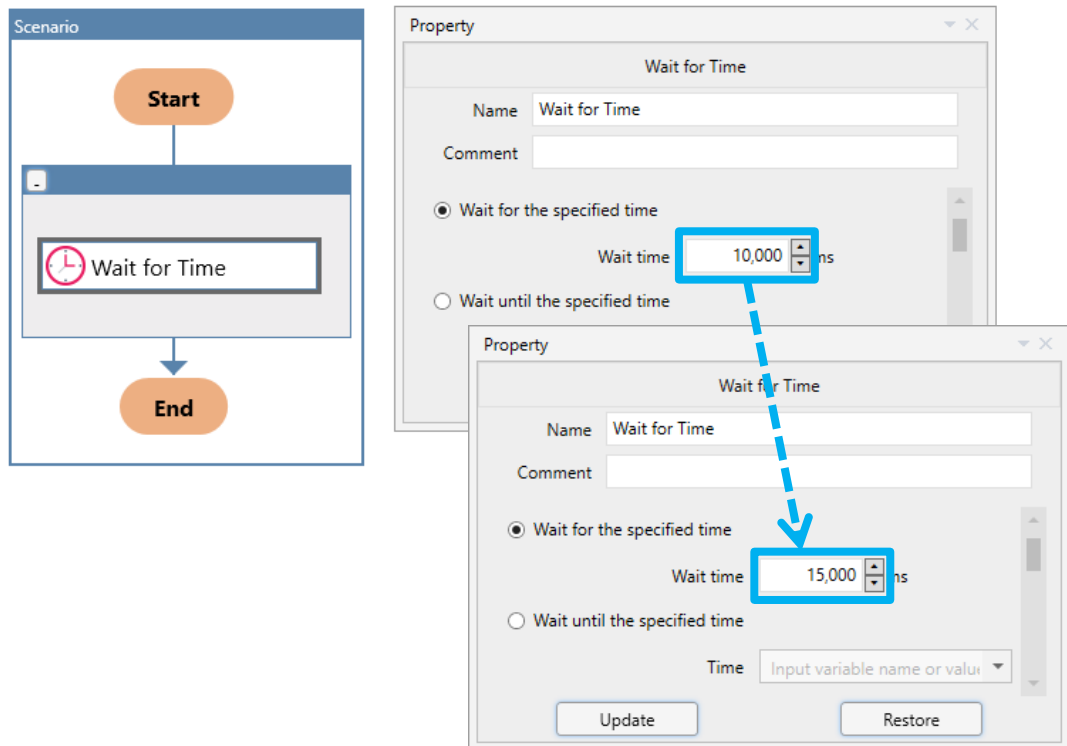 Scenario
Start
-
Wait for Time
End
Property
Wait for Time
Name Wait for Time
Comment
Wait for the specified time
Wait time 10,000 ms
Wait until the specified time
Property
Wait for Time
Name Wait for Time
Comment
Wait for the specified time
Wait time 15,000 ms
Wait until the specified time
Time Input variable name or valu
Update Restore